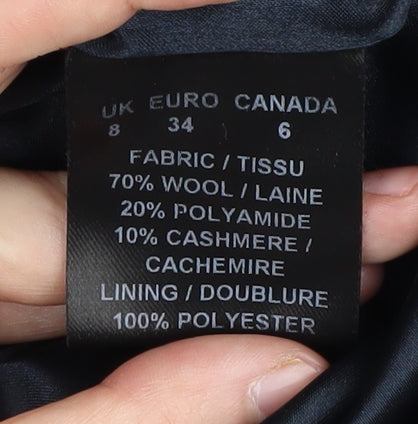 UK EURO CANADA
8 34 6
FABRIC / TISSU
70% WOOL / LAINE
20% POLYAMIDE
10% CASHMERE /
CACHEMIRE
LINING / DOUBLURE
100% POLYESTER